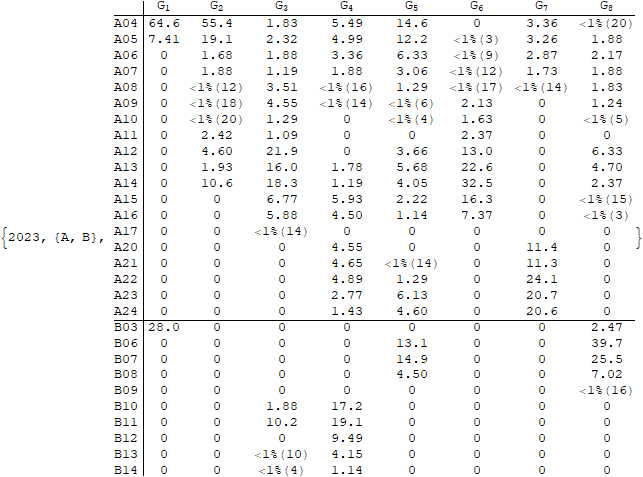 G1 G2 G3 G4 G5 G6 G7 G8
A04 64.6 55.4 1.83 5.49 14.6 0 3.36 <1%(20)
A05 7.41 19.1 2.32 4.99 12.2 <1%(3) 3.26 1.88
A06 0 1.68 1.88 3.36 6.33 <1%(9) 2.87 2.17
A07 0 1.88 1.19 1.88 3.06 <1%(12) 1.73 1.88
A08 0 <1%(12) 3.51 <1%(16) 1.29 <1%(17) <1%(14) 1.83
A09 0 <1%(18) 4.55 <1%(14) <1%(6) 2.13 0 1.24
A10 0 <1%(20) 1.29 0 <1%(4) 1.63 0 <1%(5)
A11 0 2.42 1.09 0 0 2.37 0 0
A12 0 4.60 21.9 0 3.66 13.0 0 6.33
A13 0 1.93 16.0 1.78 5.68 22.6 0 4.70
A14 0 10.6 18.3 1.19 4.05 32.5 0 2.37
A15 0 0 6.77 5.93 2.22 16.3 0 <1%(15)
A16 0 0 5.88 4.50 1.14 7.37 0 <1%(3)
A17 0 0 <1%(14) 0 0 0 0 0
{2023, {A, B}, }
A20 0 0 0 4.55 0 0 11.4 0
A21 0 0 0 4.65 <1%(14) 0 11.3 0
A22 0 0 0 4.89 1.29 0 24.1 0
A23 0 0 0 2.77 6.13 0 20.7 0
A24 0 0 0 1.43 4.60 0 20.6 0
B03 28.0 0 0 0 0 0 0 2.47
B06 0 0 0 0 13.1 0 0 39.7
B07 0 0 0 0 14.9 0 0 25.5
B08 0 0 0 0 4.50 0 0 7.02
B09 0 0 0 0 0 0 0 <1%(16)
B10 0 0 1.88 17.2 0 0 0 0
B11 0 0 10.2 19.1 0 0 0 0
B12 0 0 0 9.49 0 0 0 0
B13 0 0 <1%(10) 4.15 0 0 0 0
B14 0 0 <1%(4) 1.14 0 0 0 0